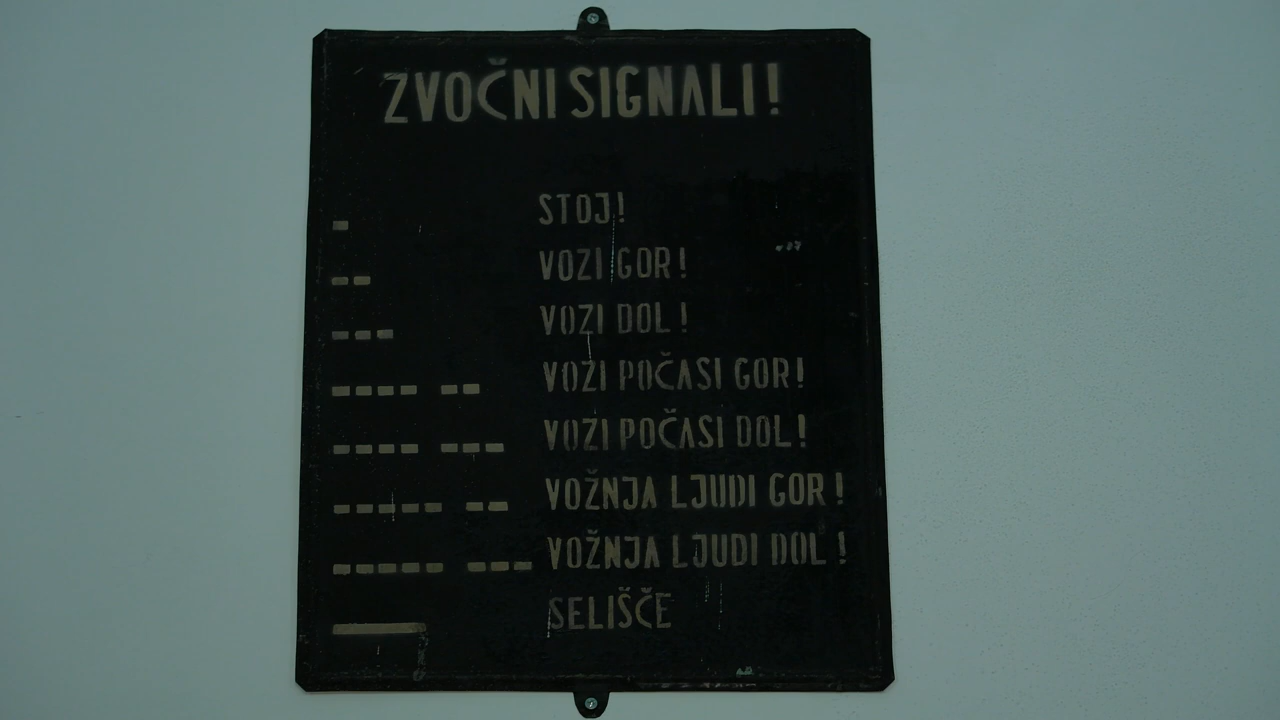 ZVOČNI SIGNALI!
STOJ!
VOZI GOR!
VOZI DOL!
VOZI POČASI GOR!
VOZI POČASI DOL!
VOŽNJA LJUDI GOR!
VOŽNJA LJUDI DOL!
SELIŠČE